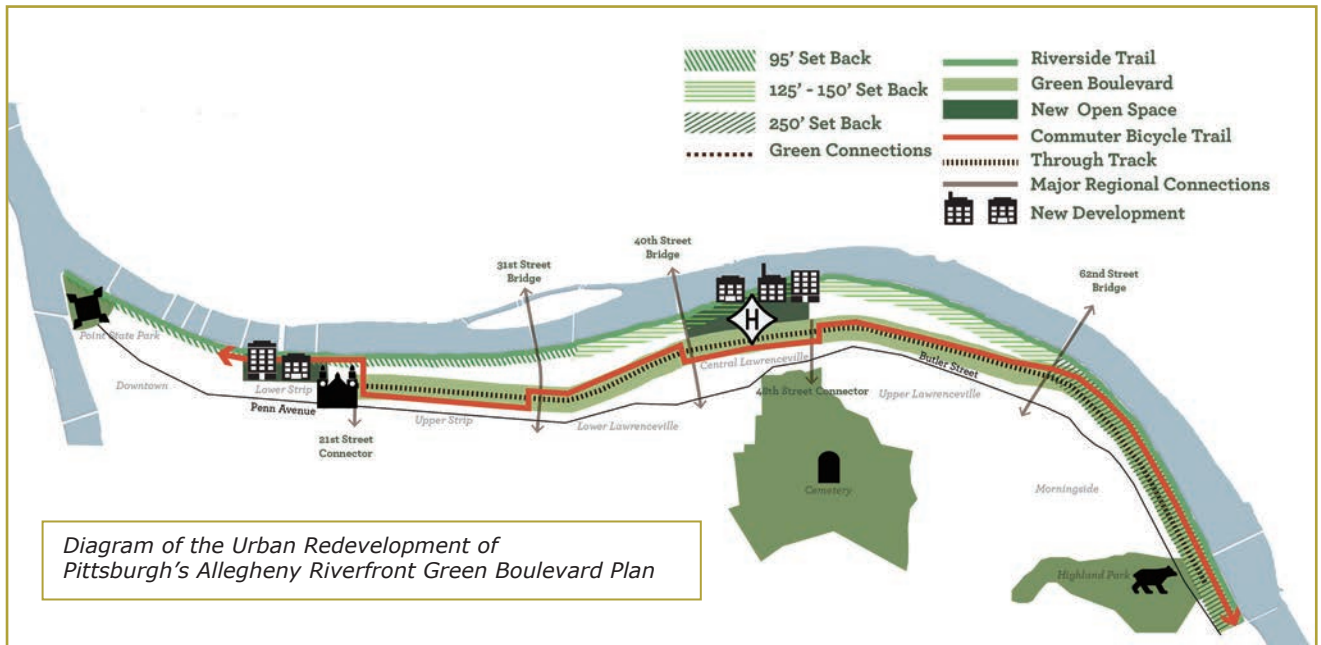 95' Set Back
125' - 150' Set Back
250' Set Back
Green Connections
Riverside Trail
Green Boulevard
New Open Space
Commuter Bicycle Trail
Through Track
Major Regional Connections
New Development
40th Street
Bridge
31st Street
Bridge
62nd Street
Bridge
H
Point State Park
Downtown
Lower Strip
Penn Avenue
Upper Strip
21st Street
Connector
Lower Lawrenceville
Central Lawrenceville
48th Street Connector
Butler Street
Upper Lawrenceville
Cemetery
Morningside
Highland Park
Diagram of the Urban Redevelopment of
Pittsburgh's Allegheny Riverfront Green Boulevard Plan